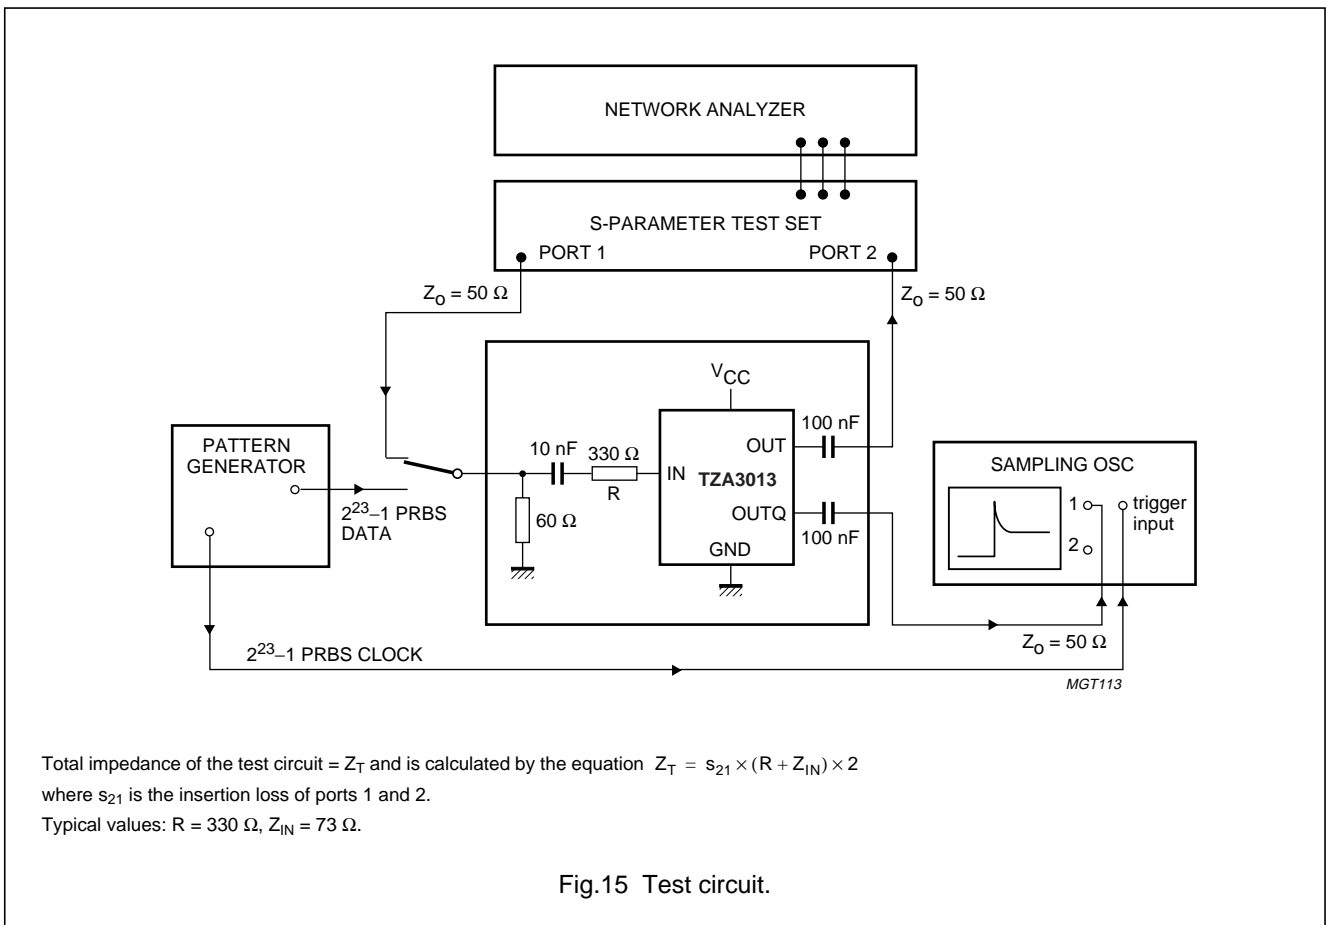 NETWORK ANALYZER
S-PARAMETER TEST SET
PORT 1
PORT 2
Zo = 50 Ω
Zo = 50 Ω
VCC
PATTERN
GENERATOR
2²³–1 PRBS
DATA
10 nF
330 Ω
R
60 Ω
IN
TZA3013
OUT
OUTQ
GND
100 nF
100 nF
SAMPLING OSC
1
2
trigger
input
Zo = 50 Ω
2²³–1 PRBS CLOCK
MGT113
Total impedance of the test circuit = ZT and is calculated by the equation ZT = s21 × (R + ZIN) × 2
where s21 is the insertion loss of ports 1 and 2.
Typical values: R = 330 Ω, ZIN = 73 Ω.
Fig.15 Test circuit.